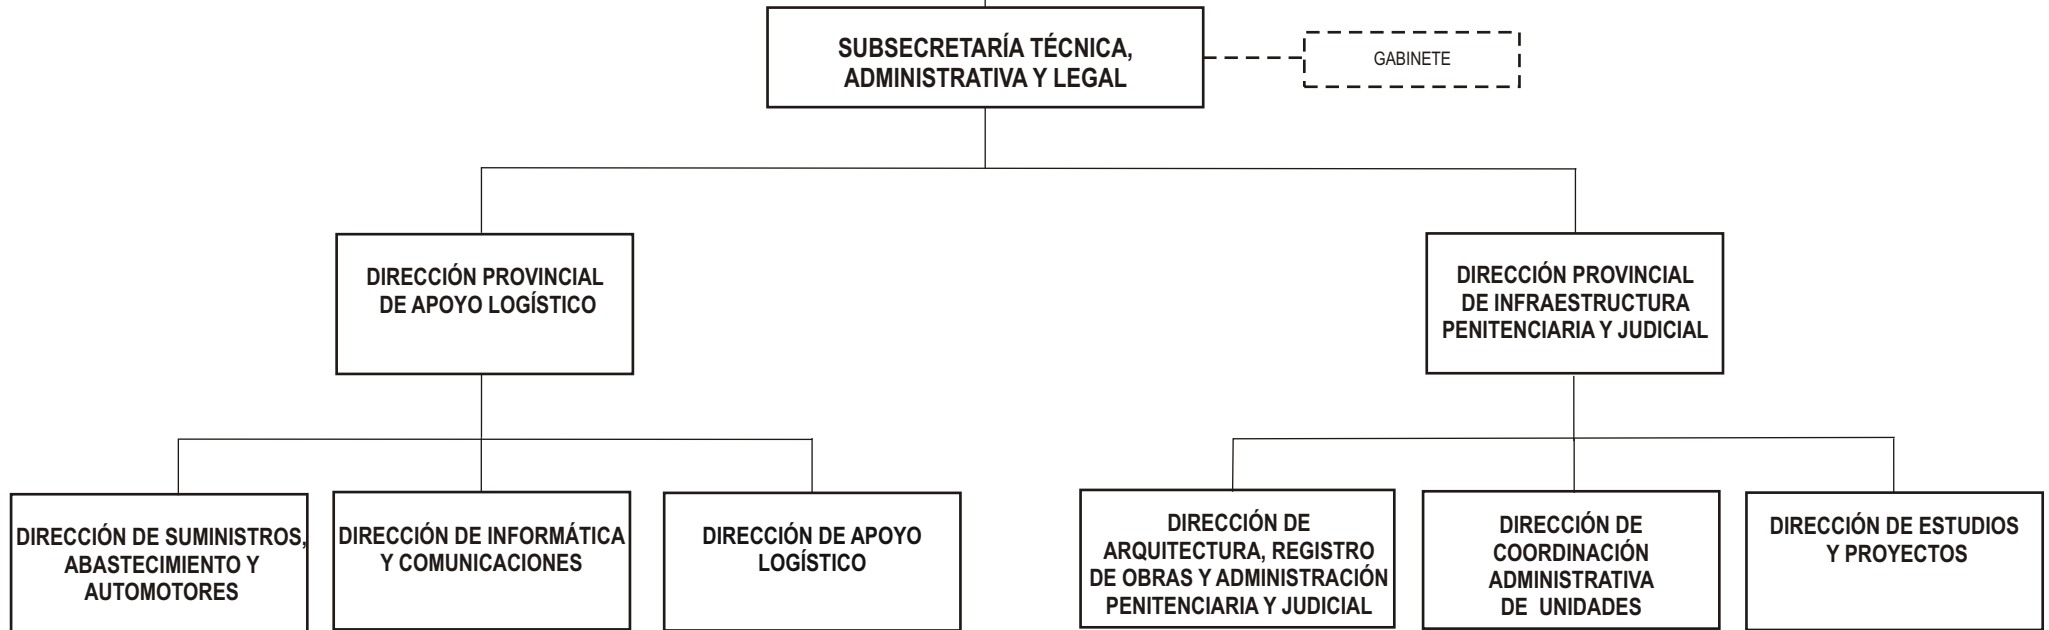 SUBSECRETARÍA TÉCNICA,
ADMINISTRATIVA Y LEGAL
GABINETE
DIRECCIÓN PROVINCIAL
DE APOYO LOGÍSTICO
DIRECCIÓN PROVINCIAL
DE INFRAESTRUCTURA
PENITENCIARIA Y JUDICIAL
DIRECCIÓN DE SUMINISTROS,
ABASTECIMIENTO Y
AUTOMOTORES
DIRECCIÓN DE INFORMÁTICA
Y COMUNICACIONES
DIRECCIÓN DE APOYO
LOGÍSTICO
DIRECCIÓN DE
ARQUITECTURA, REGISTRO
DE OBRAS Y ADMINISTRACIÓN
PENITENCIARIA Y JUDICIAL
DIRECCIÓN DE
COORDINACIÓN
ADMINISTRATIVA
DE UNIDADES
DIRECCIÓN DE ESTUDIOS
Y PROYECTOS